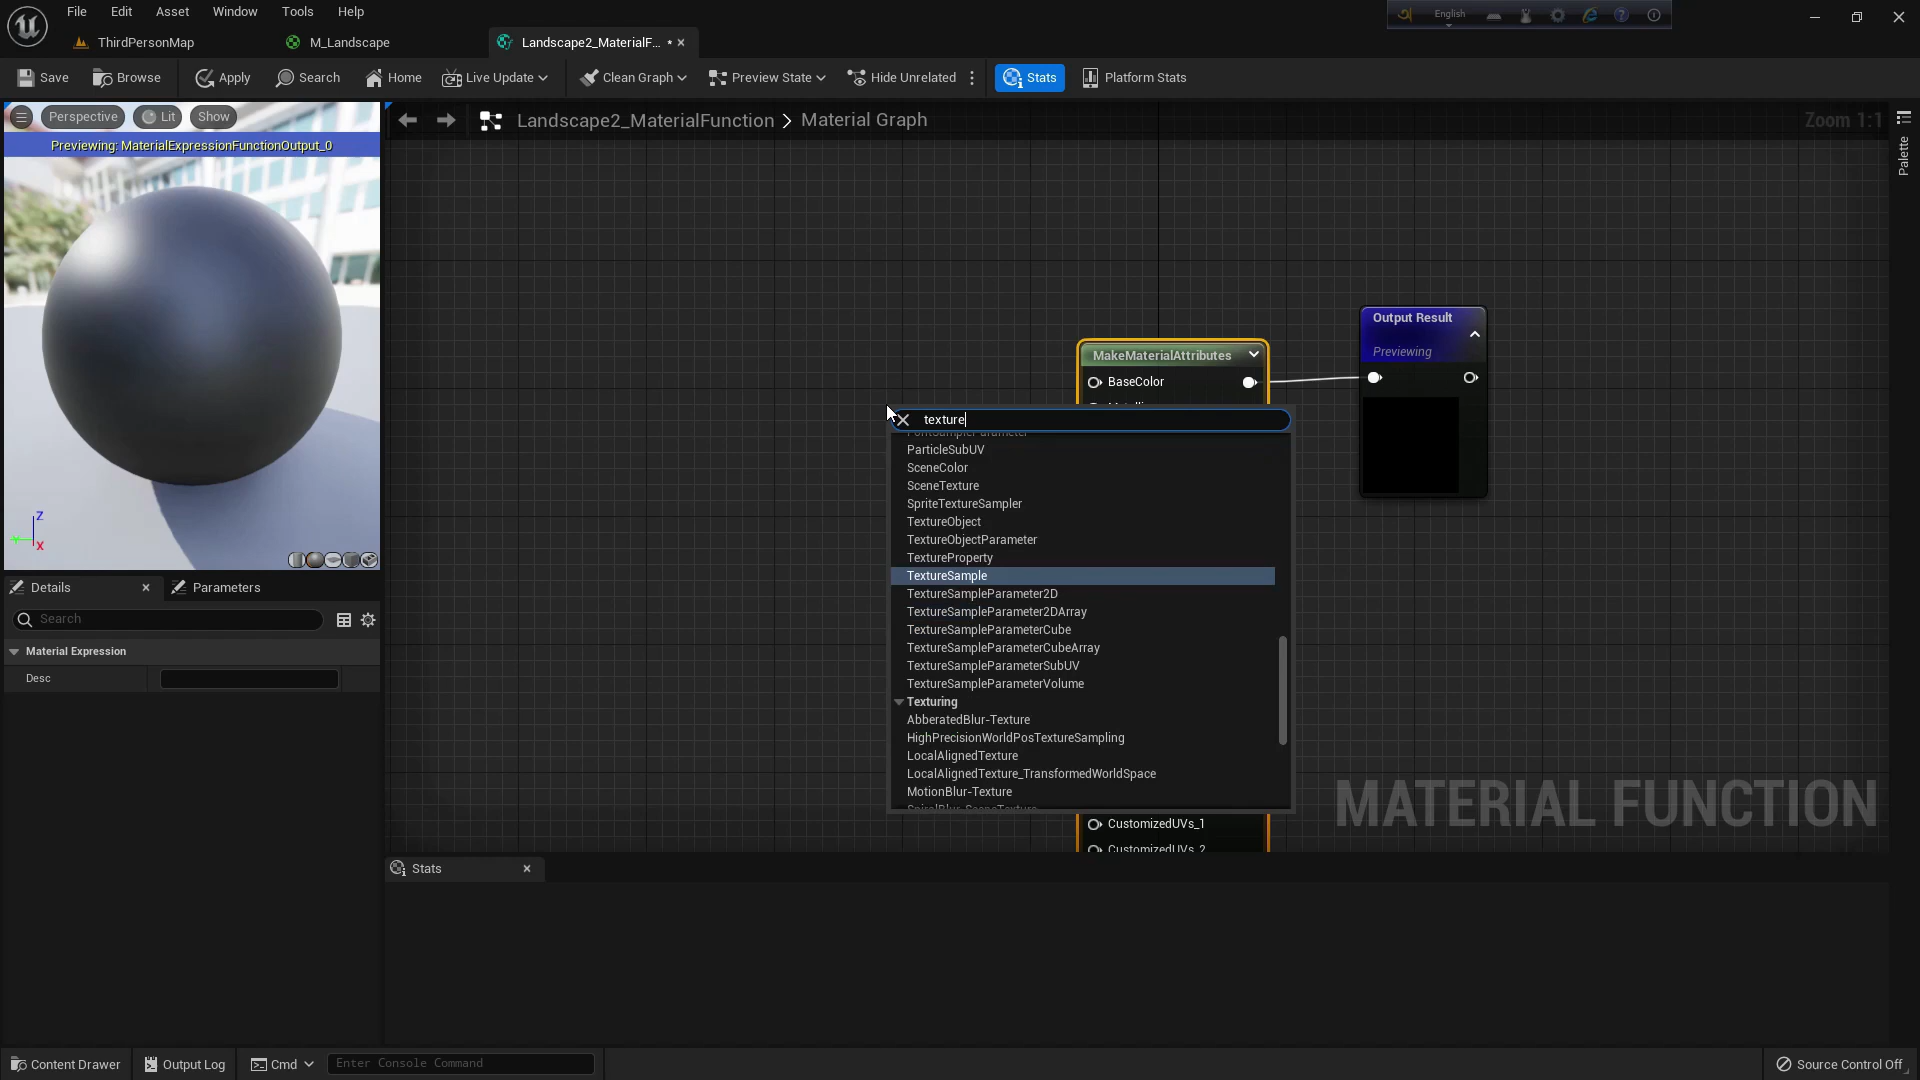 File Edit Asset Window Tools Help
English
ThirdPersonMap M_Landscape Landscape2_MaterialF...
Save Browse Apply Search Home Live Update Clean Graph Preview State Hide Unrelated Stats Platform Stats
Perspective Lit Show
Previewing: MaterialExpressionFunctionOutput_0
Landscape2_MaterialFunction > Material Graph
Zoom 1:1
Palette
Output Result
Previewing
MakeMaterialAttributes
BaseColor
texture
ParticleSubUV
SceneColor
SceneTexture
SpriteTextureSampler
TextureObject
TextureObjectParameter
TextureProperty
TextureSample
TextureSampleParameter2D
TextureSampleParameter2DArray
TextureSampleParameterCube
TextureSampleParameterCubeArray
TextureSampleParameterSubUV
TextureSampleParameterVolume
Texturing
AbberatedBlur-Texture
HighPrecisionWorldPosTextureSampling
LocalAlignedTexture
LocalAlignedTexture_TransformedWorldSpace
MotionBlur-Texture
CustomizedUVs_1
CustomizedUVs_2
MATERIAL FUNCTION
Z
X
Details Parameters
Search
Material Expression
Desc
Stats
Content Drawer Output Log Cmd Enter Console Command Source Control Off